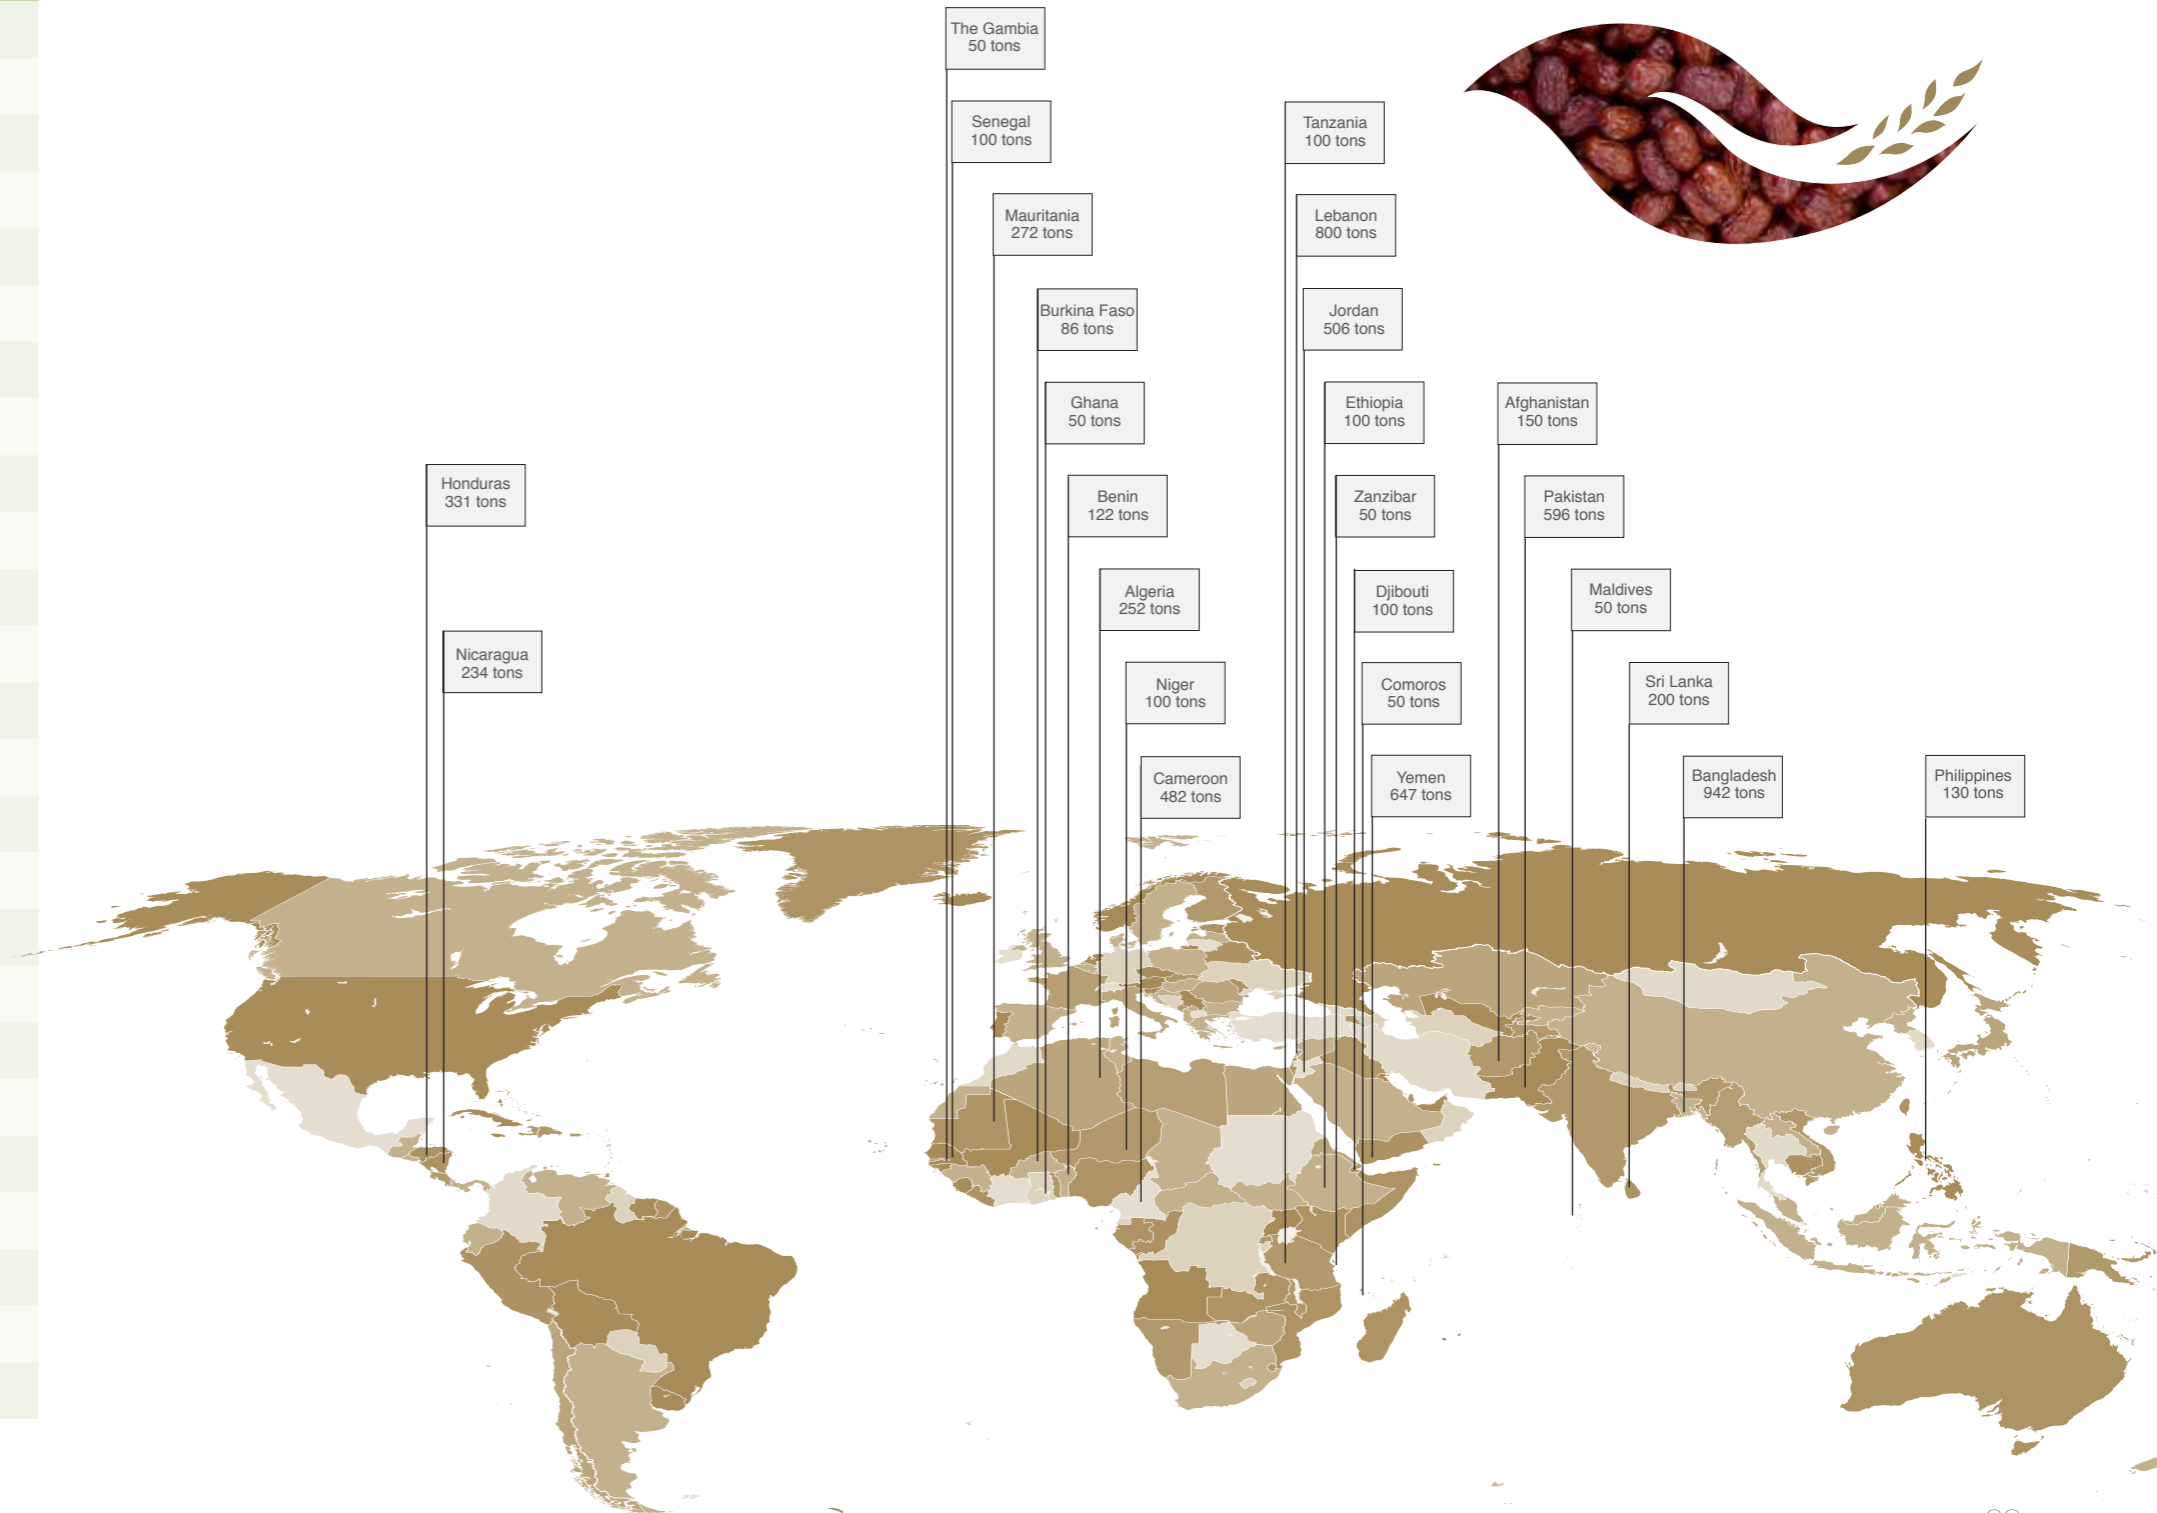 The Gambia
50 tons
Senegal
100 tons
Mauritania
272 tons
Burkina Faso
86 tons
Ghana
50 tons
Benin
122 tons
Algeria
252 tons
Niger
100 tons
Cameroon
482 tons
Honduras
331 tons
Nicaragua
234 tons
Tanzania
100 tons
Lebanon
800 tons
Jordan
506 tons
Ethiopia
100 tons
Zanzibar
50 tons
Djibouti
100 tons
Comoros
50 tons
Yemen
647 tons
Afghanistan
150 tons
Pakistan
596 tons
Maldives
50 tons
Sri Lanka
200 tons
Bangladesh
942 tons
Philippines
130 tons